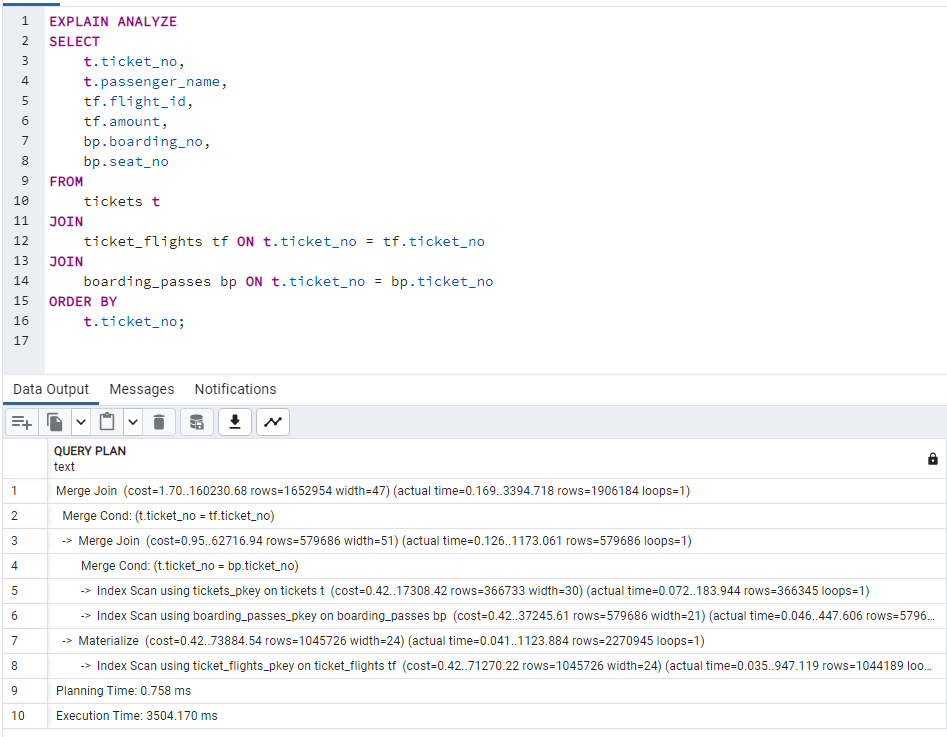 1 EXPLAIN ANALYZE
2 SELECT
3 t.ticket_no,
4 t.passenger_name,
5 tf.flight_id,
6 tf.amount,
7 bp.boarding_no,
8 bp.seat_no
9 FROM
10 tickets t
11 JOIN
12 ticket_flights tf ON t.ticket_no = tf.ticket_no
13 JOIN
14 boarding_passes bp ON t.ticket_no = bp.ticket_no
15 ORDER BY
16 t.ticket_no;
17
Data Output Messages Notifications
QUERY PLAN
text
1 Merge Join (cost=1.70..160230.68 rows=1652954 width=47) (actual time=0.169..3394.718 rows=1906184 loops=1)
2 Merge Cond: (t.ticket_no = tf.ticket_no)
3 -> Merge Join (cost=0.95..62716.94 rows=579686 width=51) (actual time=0.126..1173.061 rows=579686 loops=1)
4 Merge Cond: (t.ticket_no = bp.ticket_no)
5 -> Index Scan using tickets_pkey on tickets t (cost=0.42..17308.42 rows=366733 width=30) (actual time=0.072..183.944 rows=366345 loops=1)
6 -> Index Scan using boarding_passes_pkey on boarding_passes bp (cost=0.42..37245.61 rows=579686 width=21) (actual time=0.046..447.606 rows=5796...
7 -> Materialize (cost=0.42..73884.54 rows=1045726 width=24) (actual time=0.041..1123.884 rows=2270945 loops=1)
8 -> Index Scan using ticket_flights_pkey on ticket_flights tf (cost=0.42..71270.22 rows=1045726 width=24) (actual time=0.035..947.119 rows=1044189 loo...
9 Planning Time: 0.758 ms
10 Execution Time: 3504.170 ms